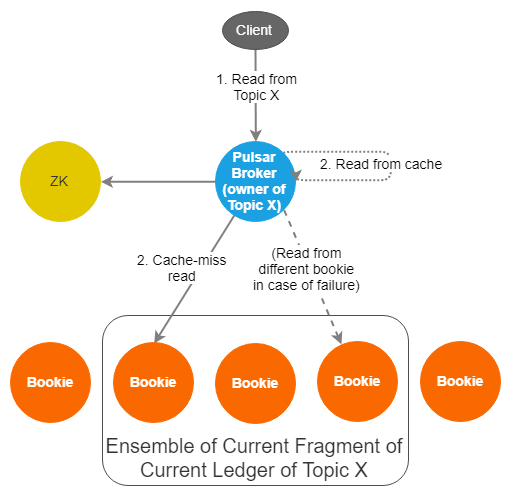 Client
1. Read from
Topic X
Pulsar
Broker
(owner of
Topic X)
2. Read from cache
ZK
2. Cache-miss
read
(Read from
different bookie
in case of failure)
Bookie
Bookie
Bookie
Bookie
Bookie
Ensemble of Current Fragment of
Current Ledger of Topic X